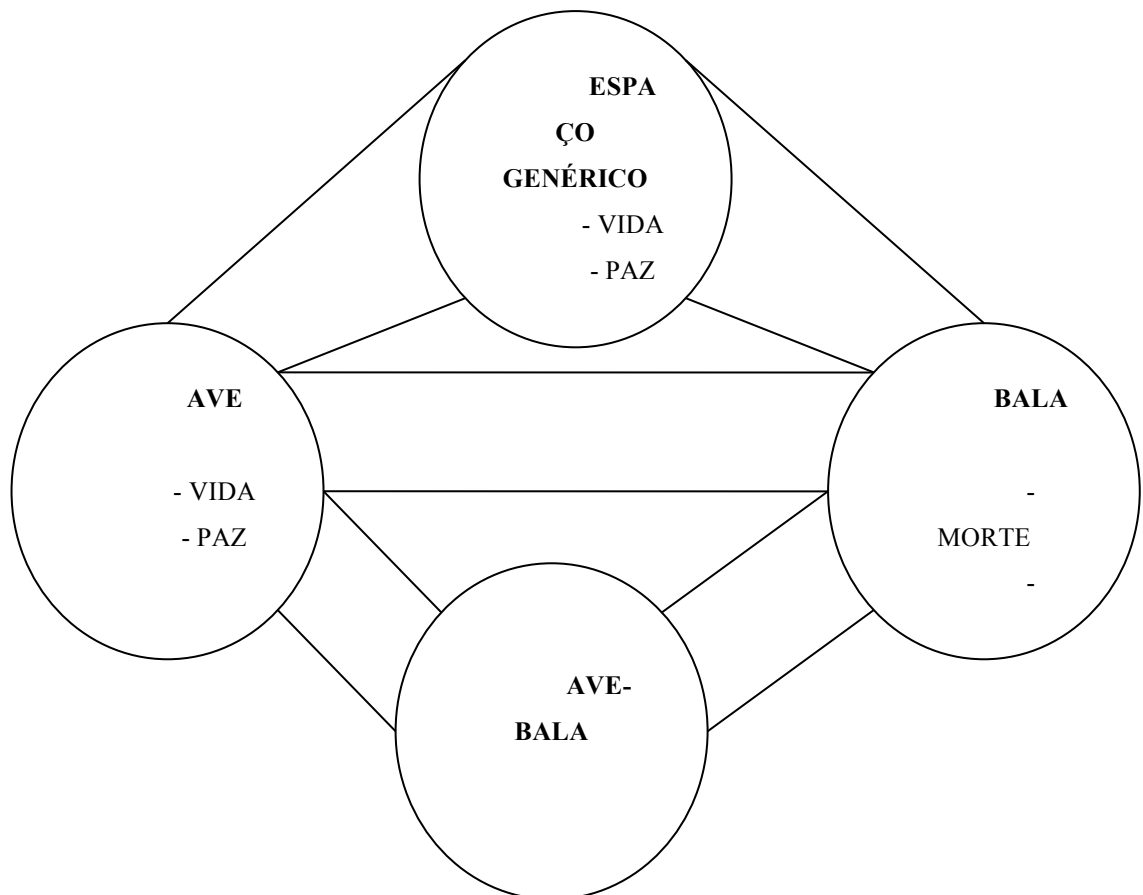 ESPA
ÇO
GENÉRICO
- VIDA
- PAZ
AVE
- VIDA
- PAZ
BALA
-
MORTE
-
AVE-
BALA